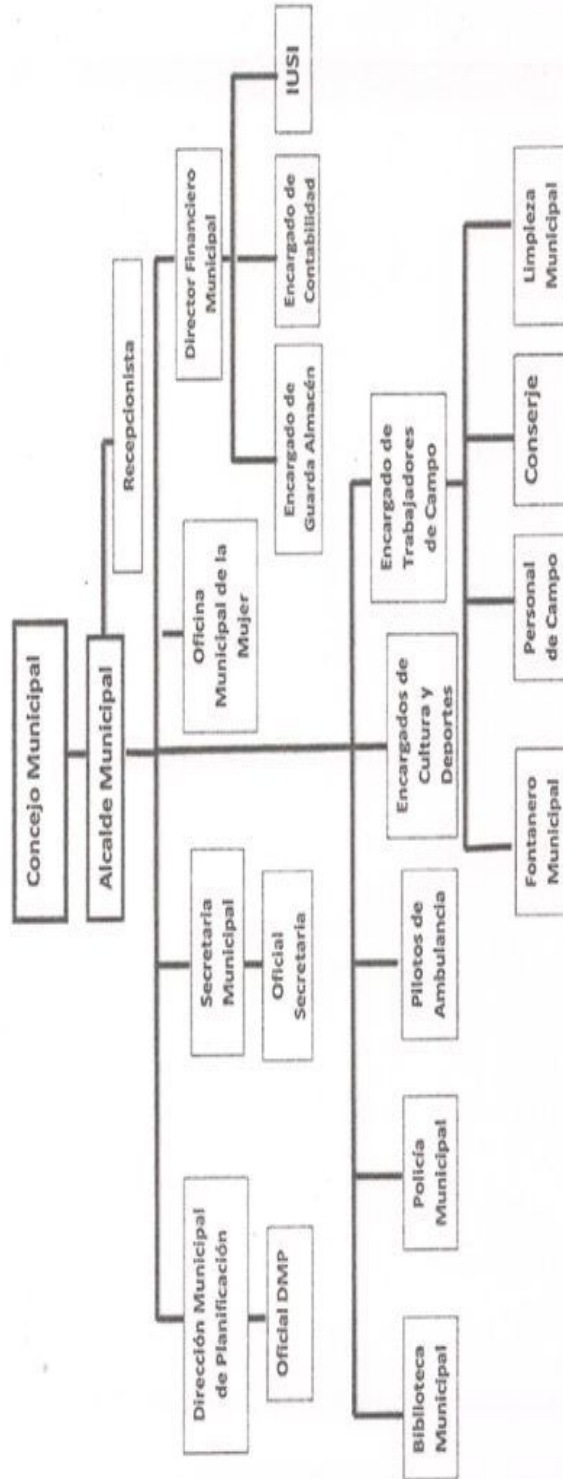 Concejo Municipal
Alcalde Municipal
Recepcionista
Dirección Municipal
de Planificación
Secretaria
Municipal
Oficina
Municipal de la
Mujer
Director Financiero
Municipal
Oficial DMP
Oficial
Secretaria
Encargado de
Guarda Almacén
Encargado de
Contabilidad
IUSI
Biblioteca
Municipal
Policía
Municipal
Pilotos de
Ambulancia
Encargados de
Cultura y
Deportes
Encargado de
Trabajadores
de Campo
Fontanero
Municipal
Personal
de Campo
Conserje
Limpieza
Municipal